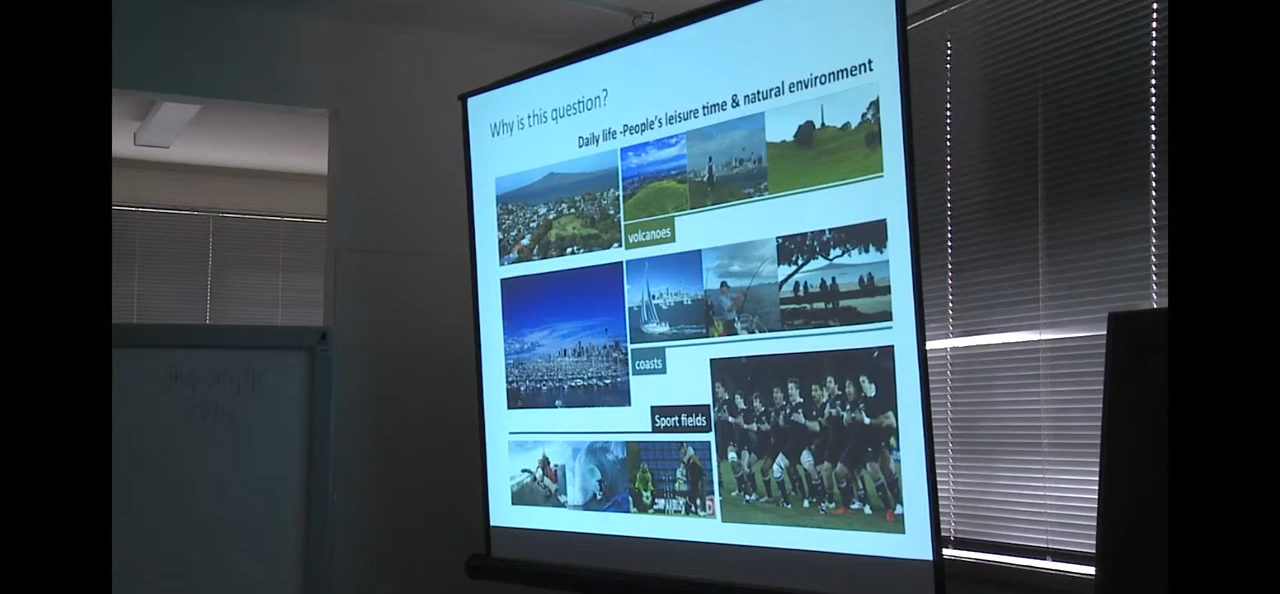 Why is this question?
Daily life -People's leisure time & natural environment
volcanoes
coasts
Sport fields